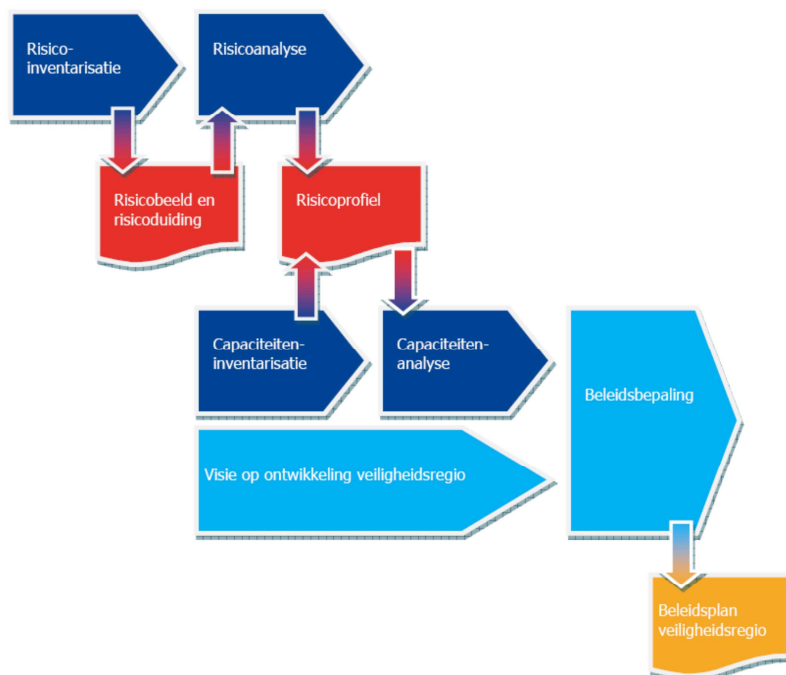 Risico-
inventarisatie
Risicoanalyse
Risicobeeld en
risicoduiding
Risicoprofiel
Capaciteiten-
inventarisatie
Capaciteiten-
analyse
Beleidsbepaling
Visie op ontwikkeling veiligheidsregio
Beleidsplan
veiligheidsregio